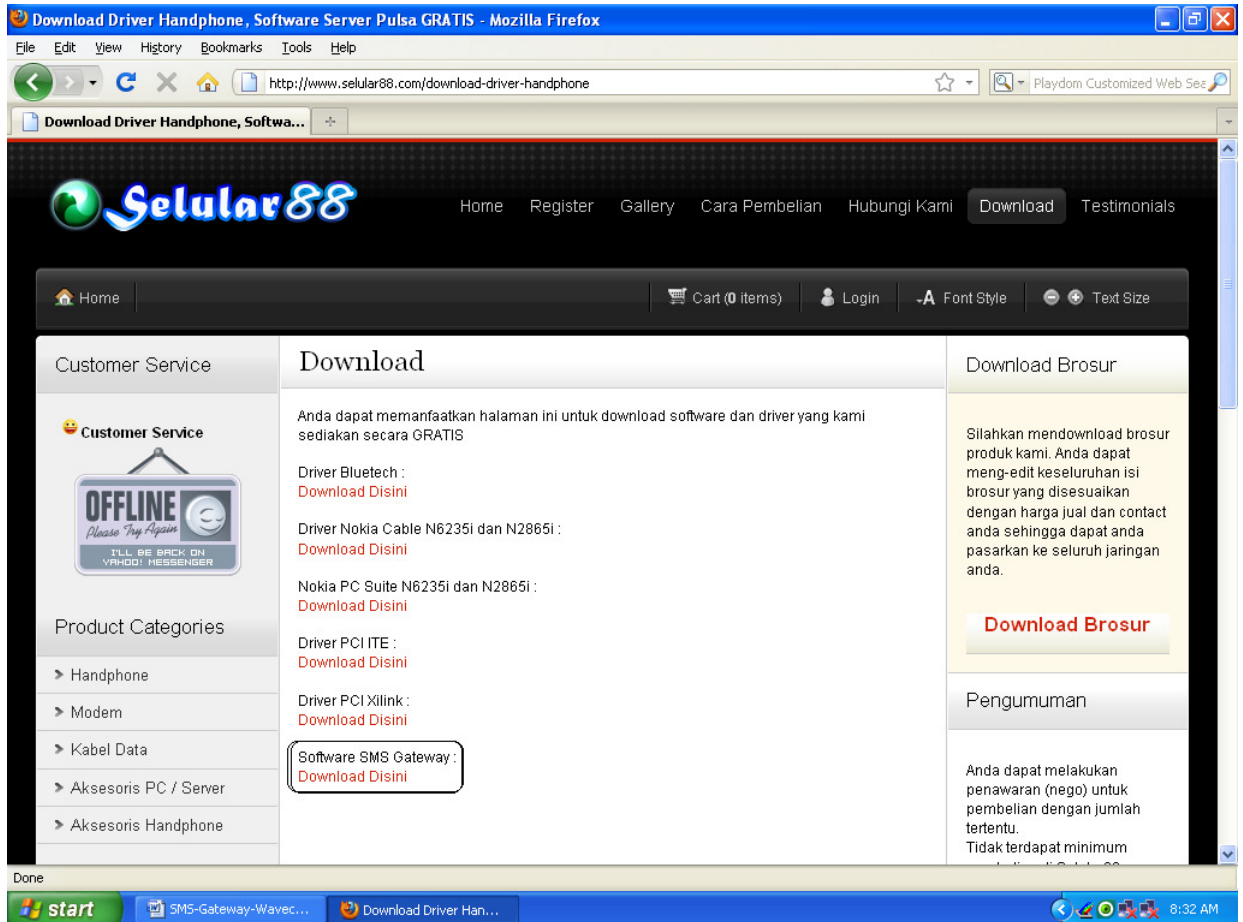 Download Driver Handphone, Software Server Pulsa GRATIS - Mozilla Firefox
File Edit View History Bookmarks Tools Help
http://www.selular88.com/download-driver-handphone
Playdom Customized Web Sea
Download Driver Handphone, Softwa...
Selular88
Home Register Gallery Cara Pembelian Hubungi Kami Download Testimonials
Home Cart (0 items) Login -A Font Style Text Size
Customer Service
Customer Service
OFFLINE
Please Try Again
I'LL BE BACK ON
YAHOO! MESSENGER
Product Categories
Handphone
Modem
Kabel Data
Aksesoris PC / Server
Aksesoris Handphone
Download
Anda dapat memanfaatkan halaman ini untuk download software dan driver yang kami
sediakan secara GRATIS
Driver Bluetech :
Download Disini
Driver Nokia Cable N6235i dan N2865i :
Download Disini
Nokia PC Suite N6235i dan N2865i :
Download Disini
Driver PCI ITE :
Download Disini
Driver PCI Xilink :
Download Disini
Software SMS Gateway :
Download Disini
Download Brosur
Silahkan mendownload brosur
produk kami. Anda dapat
meng-edit keseluruhan isi
brosur yang disesuaikan
dengan harga jual dan contact
anda sehingga dapat anda
pasarkan ke seluruh jaringan
anda.
Download Brosur
Pengumuman
Anda dapat melakukan
penawaran (nego) untuk
pembelian dengan jumlah
tertentu.
Tidak terdapat minimum
Done
start SMS-Gateway-Wavec... Download Driver Han... 8:32 AM